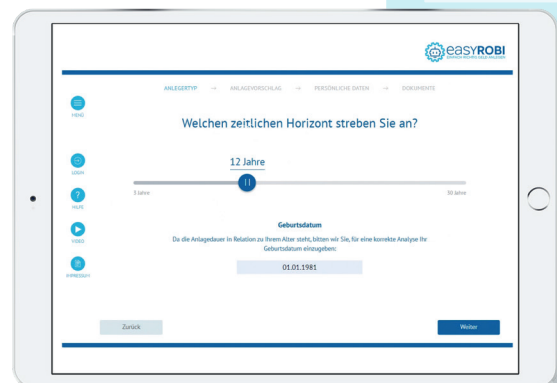 easyROBI
ANLEGERTYP → ANLAGEVORSCHLAG → PERSÖNLICHE DATEN → DOKUMENTE
MENÜ
Welchen zeitlichen Horizont streben Sie an?
LOGIN
12 Jahre
3 Jahre
30 Jahre
?
HILFE
VIDEO
Geburtsdatum
Da die Anlagedauer in Relation zu Ihrem Alter steht, bitten wir Sie, für eine korrekte Analyse Ihr
Geburtsdatum einzugeben:
01.01.1981
IMPRESSUM
Zurück
Weiter